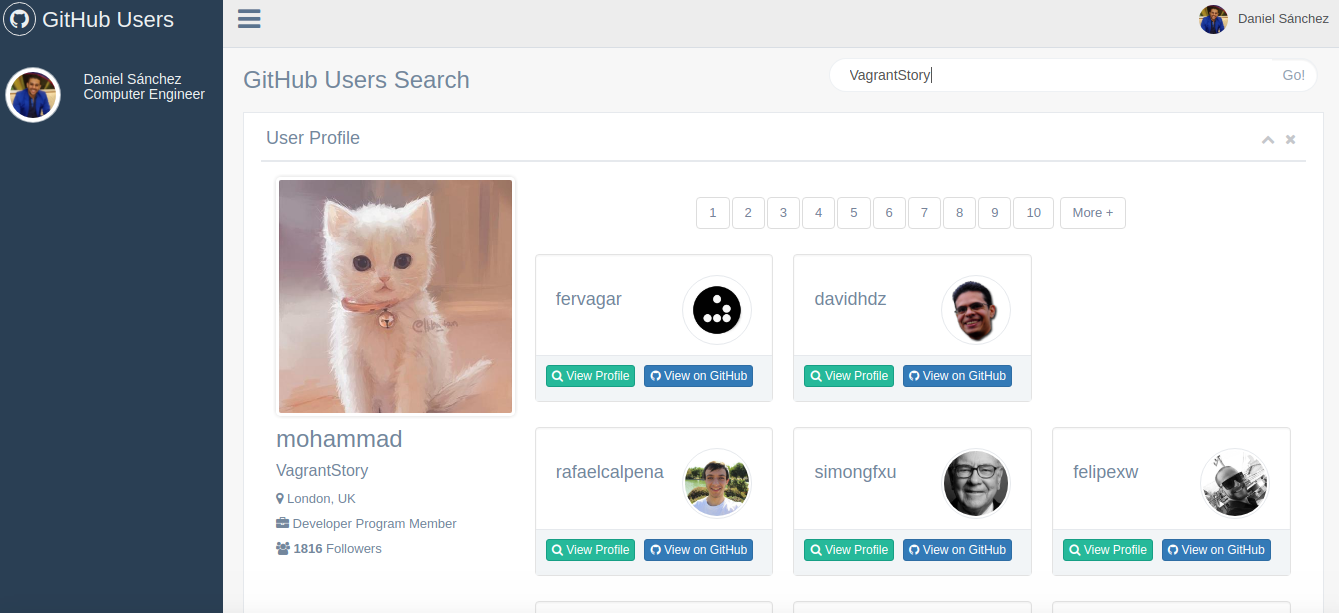 GitHub Users
Daniel Sánchez
Daniel Sánchez
Computer Engineer
GitHub Users Search
VagrantStory
Go!
User Profile
1 2 3 4 5 6 7 8 9 10 More +
fervagar
davidhdz
View Profile View on GitHub
View Profile View on GitHub
mohammad
VagrantStory
London, UK
Developer Program Member
1816 Followers
rafaelcalpena
simongfxu
felipexw
View Profile View on GitHub
View Profile View on GitHub
View Profile View on GitHub